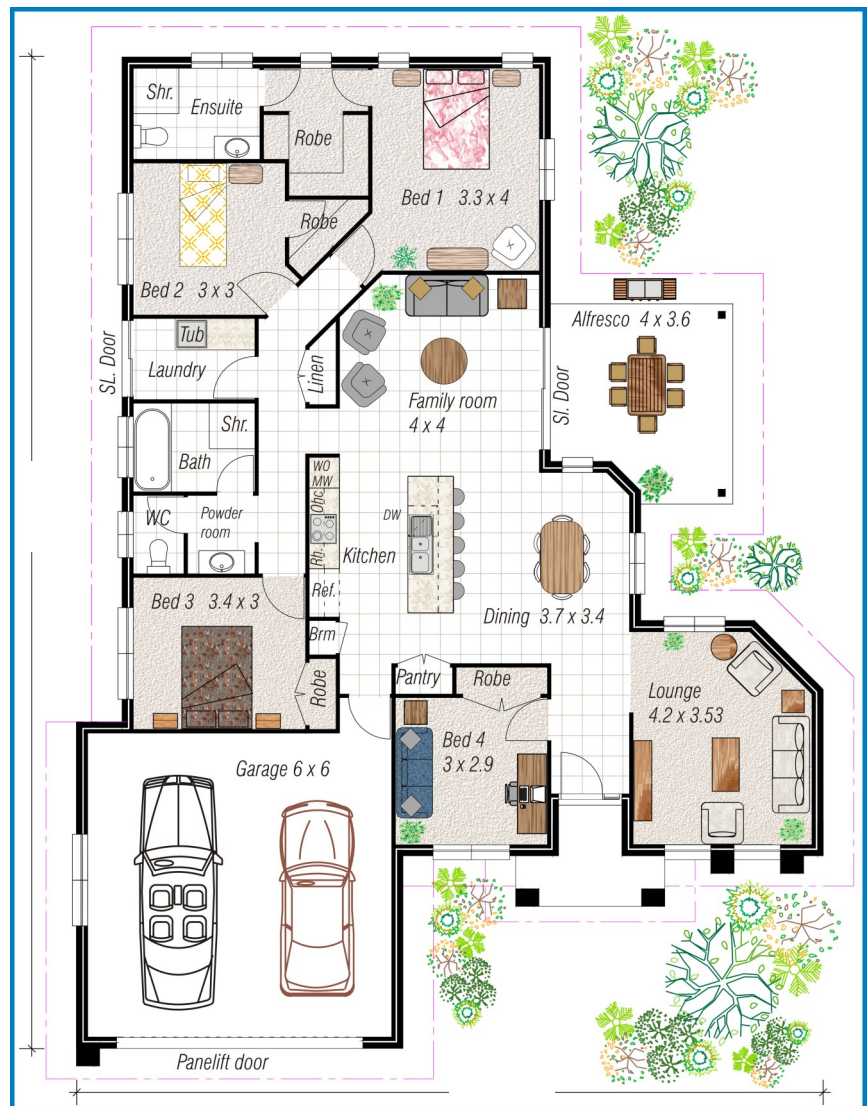 Shr.
Ensuite
Robe
Bed 1 3.3 x 4
Robe
Bed 2 3 x 3
Alfresco 4 x 3.6
SL. Door
Tub
Laundry
Linen
Sl. Door
Family room
4 x 4
Shr.
Bath
WO
MW
Ohc
WC
Powder
room
DW
Rh.
Kitchen
Ref.
Bed 3 3.4 x 3
Dining 3.7 x 3.4
Brm
Robe
Pantry
Robe
Lounge
4.2 x 3.53
Bed 4
3 x 2.9
Garage 6 x 6
Panelift door